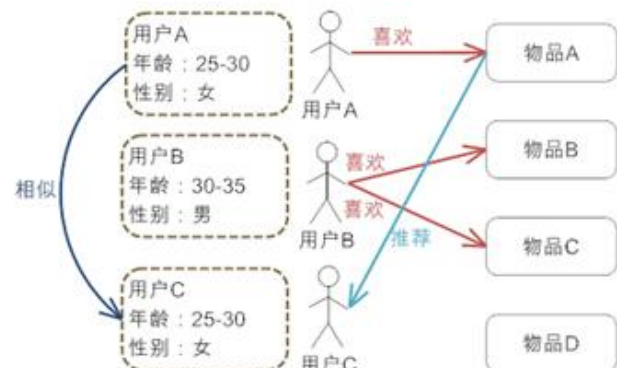 用户A
年龄：25-30
性别：女
用户A
喜欢
物品A
用户B
年龄：30-35
性别：男
用户B
喜欢
喜欢
物品B
物品C
相似
推荐
用户C
年龄：25-30
性别：女
用户C
物品D